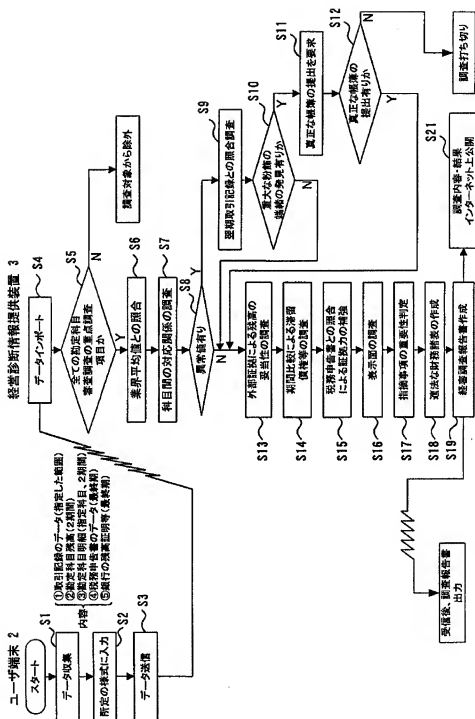 ユーザ端末 2
スタート
S1
データ収集
S2
所定の様式に入力
S3
データ送信
内容
①取引記録のデータ(指定した範囲)
②勘定科目残高(2期間)
③勘定科目明細(指定科目、2期間)
④税務申告書のデータ(最終期)
⑤銀行の残高証明等(最終期)
経営診断情報提供装置 3
S4
データインポート
S5
全ての勘定科目
審査調査の重点調査
項目か
N
調査対象から除外
Y
S6
業界平均値との照合
S7
科目間の対応関係の調査
S8
異常値有り
Y
N
S9
翌期取引記録との照合調査
S10
重大な粉飾の
端緒の発見有りか
Y
N
S11
真正な帳簿の提出を要求
S12
真正な帳簿の
提出有りか
N
Y
調査打ち切り
S13
外部証拠による残高の
妥当性の調査
S14
期間比較による滞留
債権等の調査
S15
税務申告書との照合
による証拠力の補強
S16
表示面の調査
S17
指摘事項の重要性判定
S18
適法な財務諸表の作成
S19
経審調査報告書作成
S21
調査内容・結果
インターネット上公開
受信後、調査報告書
出力